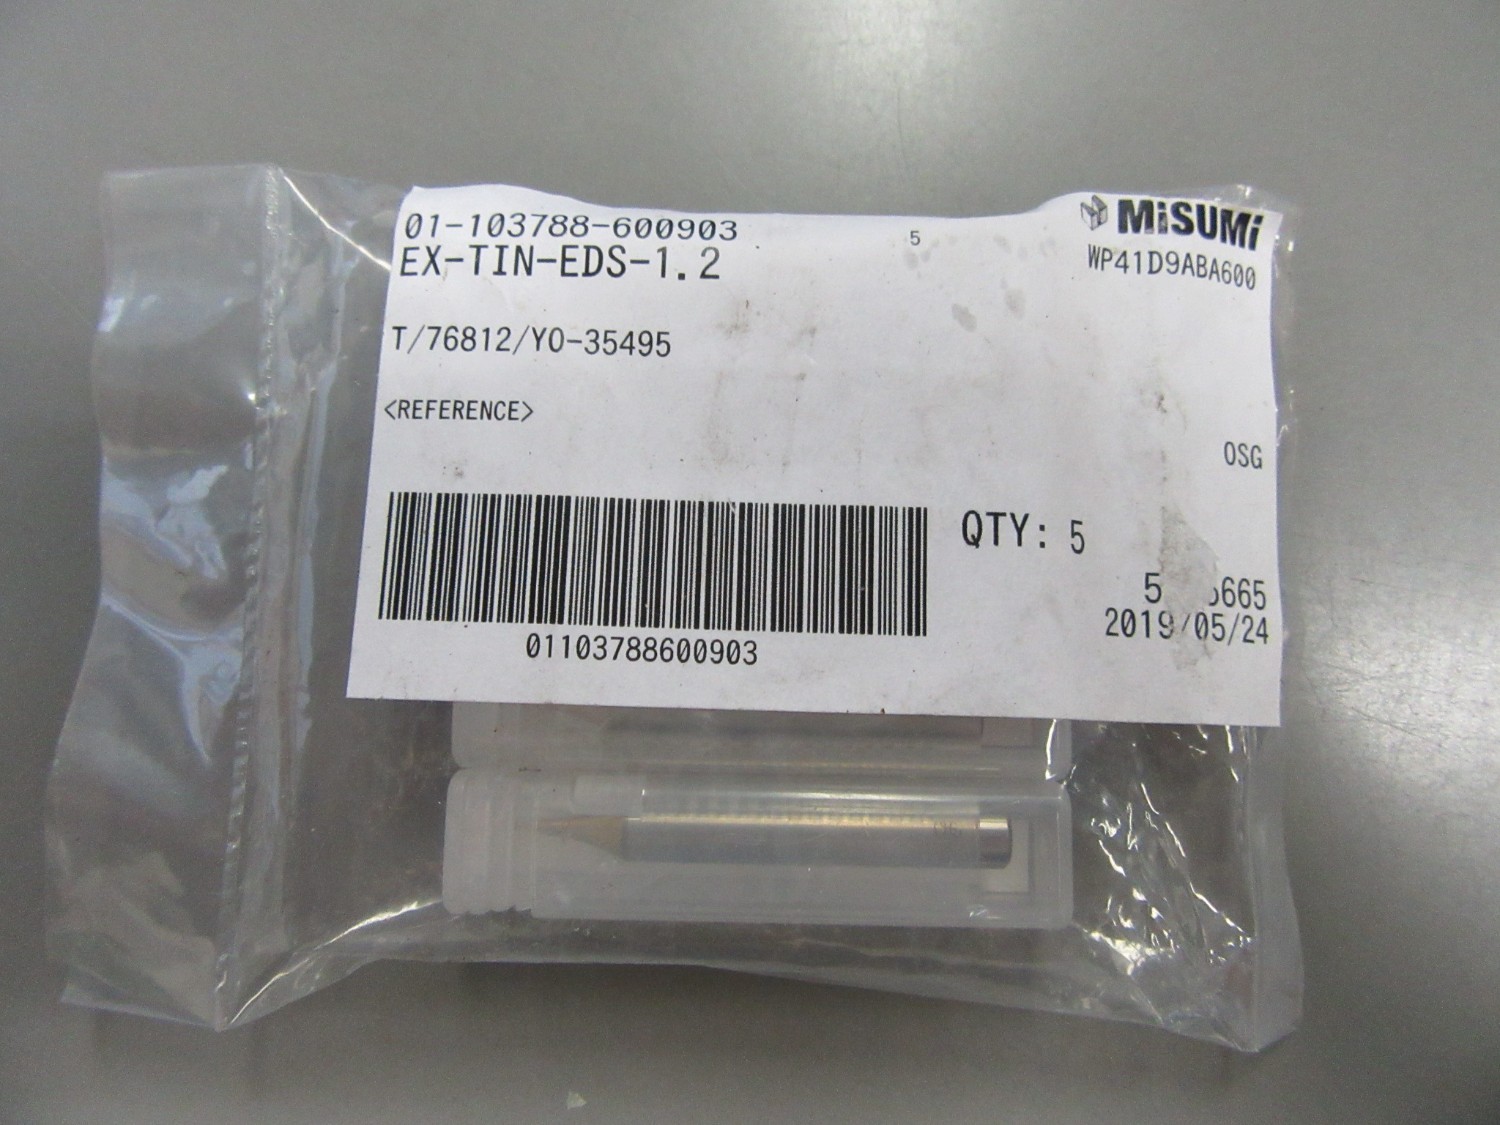 01-103788-600903
5
MiSUMi
EX-TIN-EDS-1.2
WP41D9ABA600
T/76812/YO-35495
<REFERENCE>
OSG
QTY: 5
2019/05/24
01103788600903